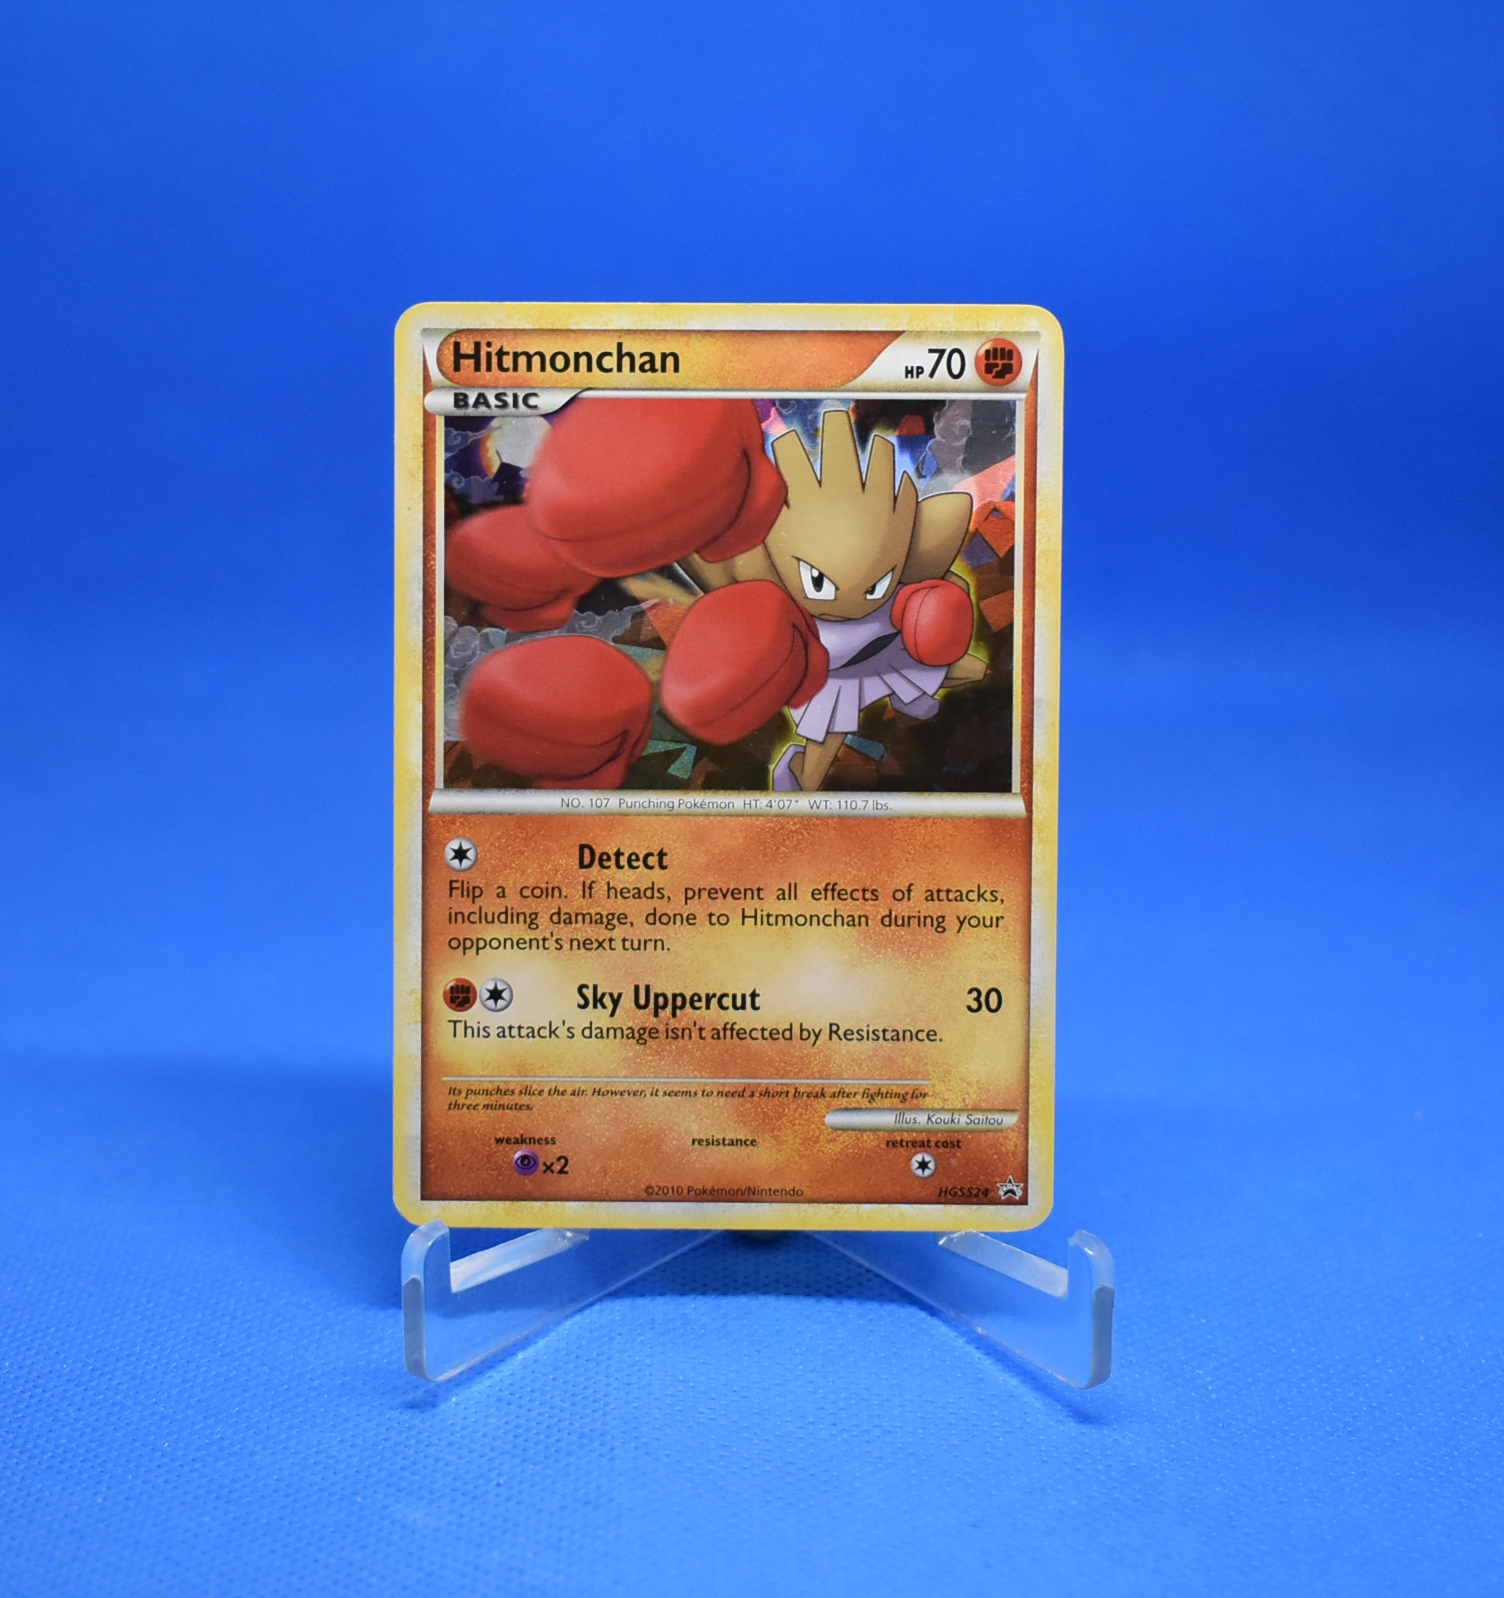 Hitmonchan
HP 70
BASIC
NO. 107 Punching Pokémon HT: 4'07" WT: 110.7 lbs.
Detect
Flip a coin. If heads, prevent all effects of attacks,
including damage, done to Hitmonchan during your
opponent's next turn.
Sky Uppercut 30
This attack's damage isn't affected by Resistance.
Its punches slice the air. However, it seems to need a short break after fighting for
three minutes.
Illus. Kouki Saitou
weakness resistance retreat cost
×2
©2010 Pokémon/Nintendo HGSS24